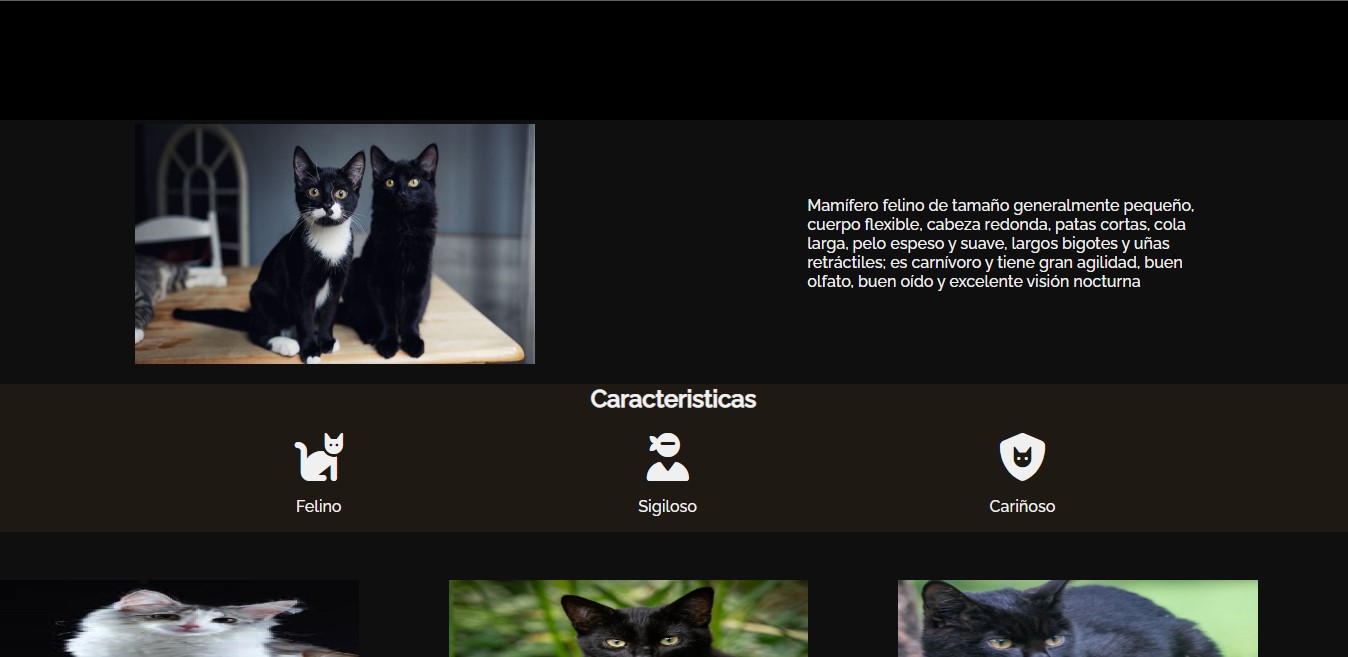 Mamífero felino de tamaño generalmente pequeño,
cuerpo flexible, cabeza redonda, patas cortas, cola
larga, pelo espeso y suave, largos bigotes y uñas
retráctiles; es carnívoro y tiene gran agilidad, buen
olfato, buen oído y excelente visión nocturna
Caracteristicas
Felino
Sigiloso
Cariñoso